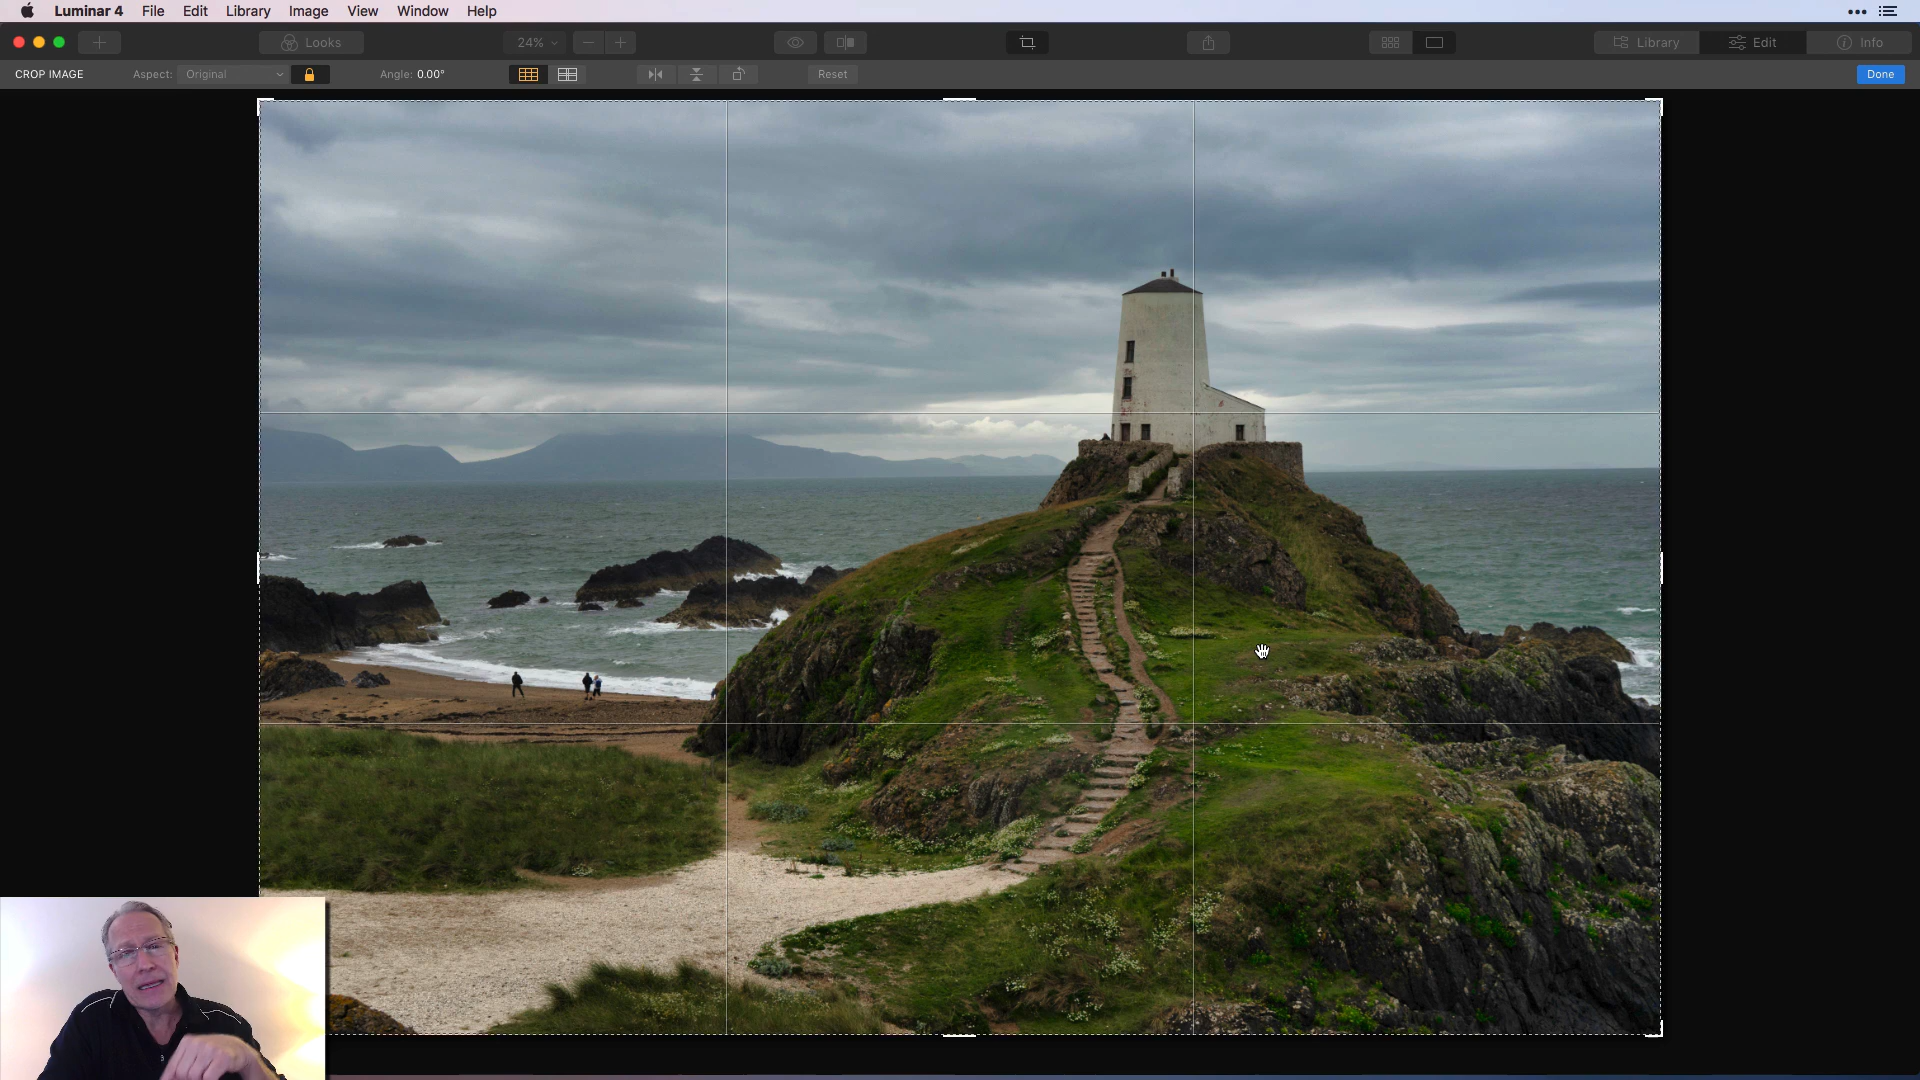 Luminar 4 File Edit Library Image View Window Help
Looks 24% Library Edit Info
CROP IMAGE Aspect: Original Angle: 0.00° Reset Done